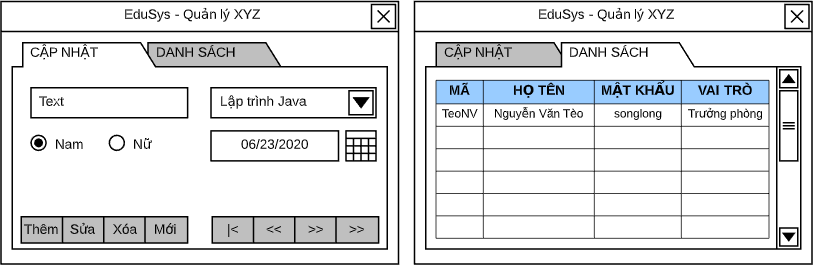 EduSys - Quản lý XYZ
CẬP NHẬT DANH SÁCH
Text Lập trình Java
Nam Nữ 06/23/2020
Thêm Sửa Xóa Mới |< << >> >>
EduSys - Quản lý XYZ
CẬP NHẬT DANH SÁCH
MÃ HỌ TÊN MẬT KHẨU VAI TRÒ
TeoNV Nguyễn Văn Tèo songlong Trưởng phòng